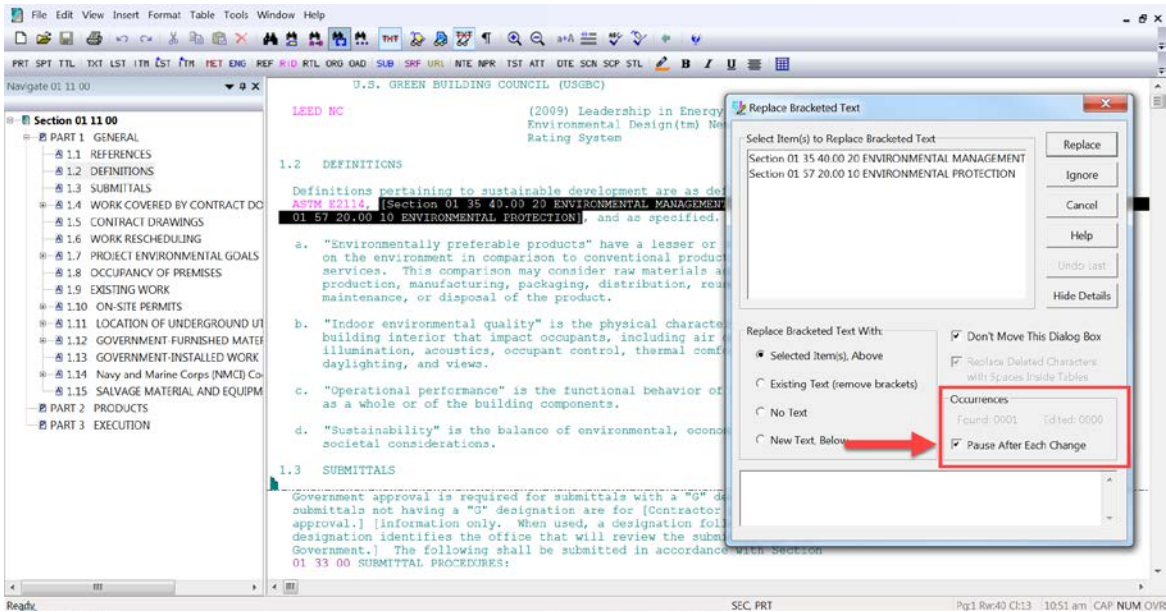 File Edit View Insert Format Table Tools Window Help
PRT SPT TTL TXT LST ITM LST ITM MET ENG REF RID RTL ORG OAD SUB SRF URL NTE NPR TST ATT DTE SCN SCP STL B I U
Navigate 01 11 00
Section 01 11 00
PART 1 GENERAL
1.1 REFERENCES
1.2 DEFINITIONS
1.3 SUBMITTALS
1.4 WORK COVERED BY CONTRACT DO
1.5 CONTRACT DRAWINGS
1.6 WORK RESCHEDULING
1.7 PROJECT ENVIRONMENTAL GOALS
1.8 OCCUPANCY OF PREMISES
1.9 EXISTING WORK
1.10 ON-SITE PERMITS
1.11 LOCATION OF UNDERGROUND UT
1.12 GOVERNMENT-FURNISHED MATER
1.13 GOVERNMENT-INSTALLED WORK
1.14 Navy and Marine Corps (NMCI) Co
1.15 SALVAGE MATERIAL AND EQUIPM
PART 2 PRODUCTS
PART 3 EXECUTION
U.S. GREEN BUILDING COUNCIL (USGBC)
LEED NC (2009) Leadership in Energy
Environmental Design(tm) Ne
Rating System
1.2 DEFINITIONS
Definitions pertaining to sustainable development are as def
ASTM E2114, [Section 01 35 40.00 20 ENVIRONMENTAL MANAGEMENT
01 57 20.00 10 ENVIRONMENTAL PROTECTION], and as specified.
a. "Environmentally preferable products" have a lesser or
on the environment in comparison to conventional produc
services. This comparison may consider raw materials a
production, manufacturing, packaging, distribution, reu
maintenance, or disposal of the product.
b. "Indoor environmental quality" is the physical characte
building interior that impact occupants, including air
illumination, acoustics, occupant control, thermal comf
daylighting, and views.
c. "Operational performance" is the functional behavior of
as a whole or of the building components.
d. "Sustainability" is the balance of environmental, econo
societal considerations.
1.3 SUBMITTALS
Government approval is required for submittals with a "G" de
submittals not having a "G" designation are for [Contractor
approval.] [information only. When used, a designation foll
designation identifies the office that will review the submi
Government.] The following shall be submitted in accordance with Section
01 33 00 SUBMITTAL PROCEDURES:
Replace Bracketed Text
Select Item(s) to Replace Bracketed Text
Section 01 35 40.00 20 ENVIRONMENTAL MANAGEMENT
Section 01 57 20.00 10 ENVIRONMENTAL PROTECTION
Replace
Ignore
Cancel
Help
Undo Last
Hide Details
Replace Bracketed Text With:
Selected Item(s), Above
Existing Text (remove brackets)
No Text
New Text, Below
Don't Move This Dialog Box
Replace Deleted Characters
with Spaces Inside Tables
Occurrences
Found: 0001 Edited: 0000
Pause After Each Change
Ready SEC, PRT Pg:1 Rw:40 Cl:13 10:51 am CAP NUM OVR